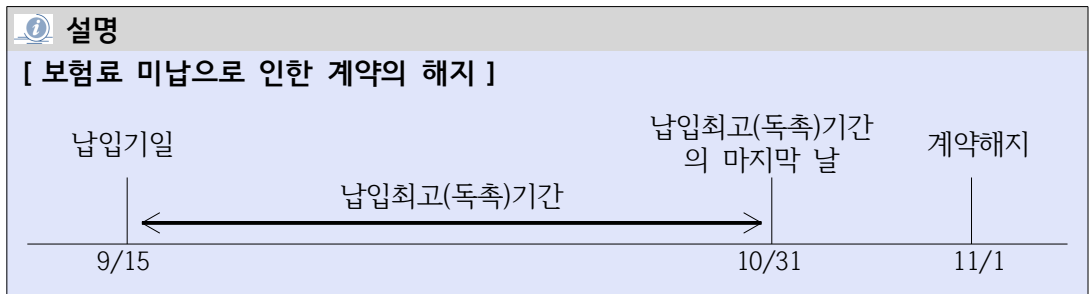 설명
[ 보험료 미납으로 인한 계약의 해지 ]
납입기일
납입최고(독촉)기간
의 마지막 날
계약해지
납입최고(독촉)기간
9/15
10/31
11/1